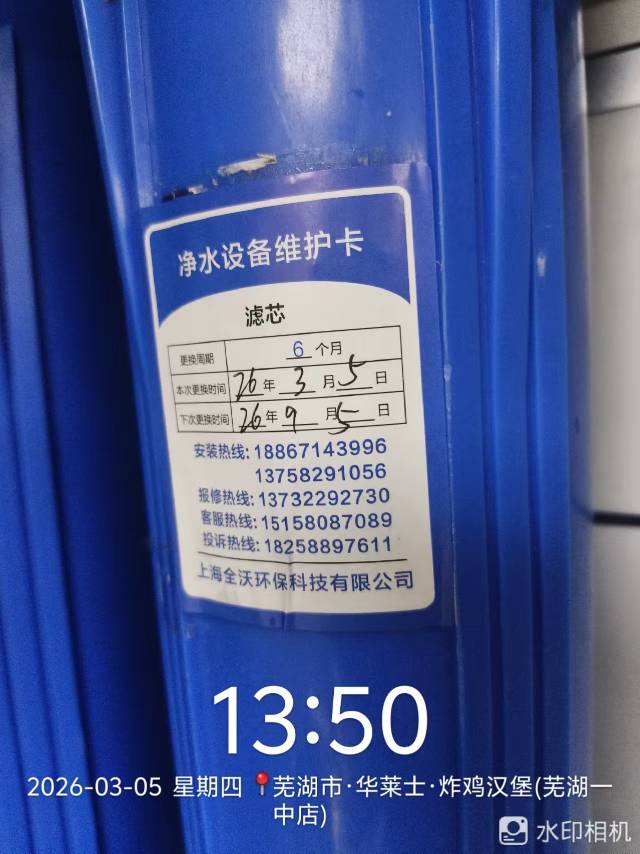 净水设备维护卡
滤芯
更换周期 6 个月
本次更换时间 26 年 3 月 5 日
下次更换时间 26 年 9 月 5 日
安装热线: 18867143996
13758291056
报修热线: 13732292730
客服热线: 15158087089
投诉热线: 18258897611
上海全沃环保科技有限公司
13:50
2026-03-05 星期四 芜湖市·华莱士·炸鸡汉堡(芜湖一
中店)
水印相机